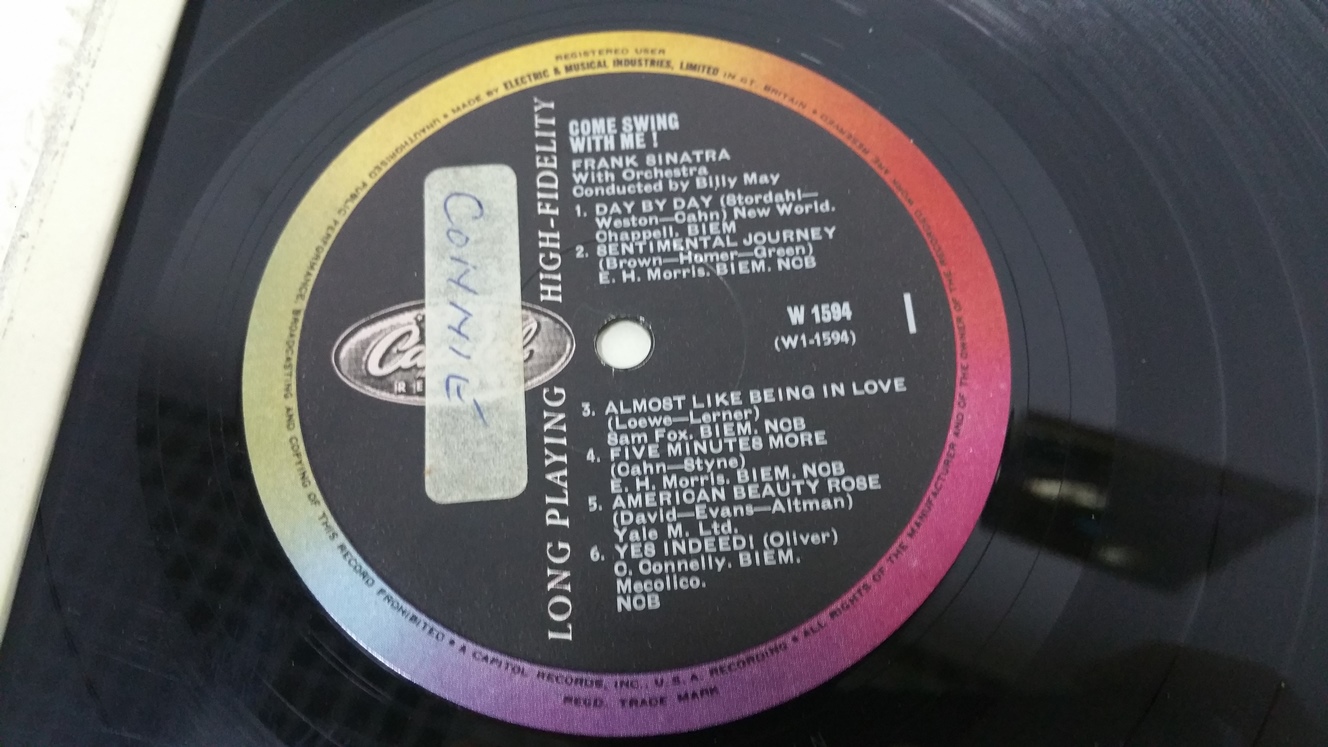 REGISTERED USER
• MADE BY ELECTRIC & MUSICAL INDUSTRIES, LIMITED IN GT. BRITAIN • ALL RIGHTS OF THE MANUFACTURER AND OF THE OWNER OF THE RECORDED WORK ARE RESERVED
• UNAUTHORISED PUBLIC PERFORMANCE, BROADCASTING AND COPYING OF THIS RECORD PROHIBITED
• A CAPITOL RECORDS, INC., U.S.A. RECORDING •
REGD. TRADE MARK
LONG PLAYING HIGH-FIDELITY
CONNIE
COME SWING
WITH ME !
FRANK SINATRA
With Orchestra
Conducted by Billy May
1. DAY BY DAY (Stordahl—
Weston—Cahn) New World.
Chappell. BIEM
2. SENTIMENTAL JOURNEY
(Brown—Homer—Green)
E. H. Morris. BIEM. NOB
W 1594
(W1-1594)
1
3. ALMOST LIKE BEING IN LOVE
(Loewe—Lerner)
Sam Fox. BIEM. NOB
4. FIVE MINUTES MORE
(Cahn—Styne)
E. H. Morris. BIEM. NOB
5. AMERICAN BEAUTY ROSE
(David—Evans—Altman)
Yale M. Ltd.
6. YES INDEED! (Oliver)
O. Connelly. BIEM.
Mecolico.
NOB